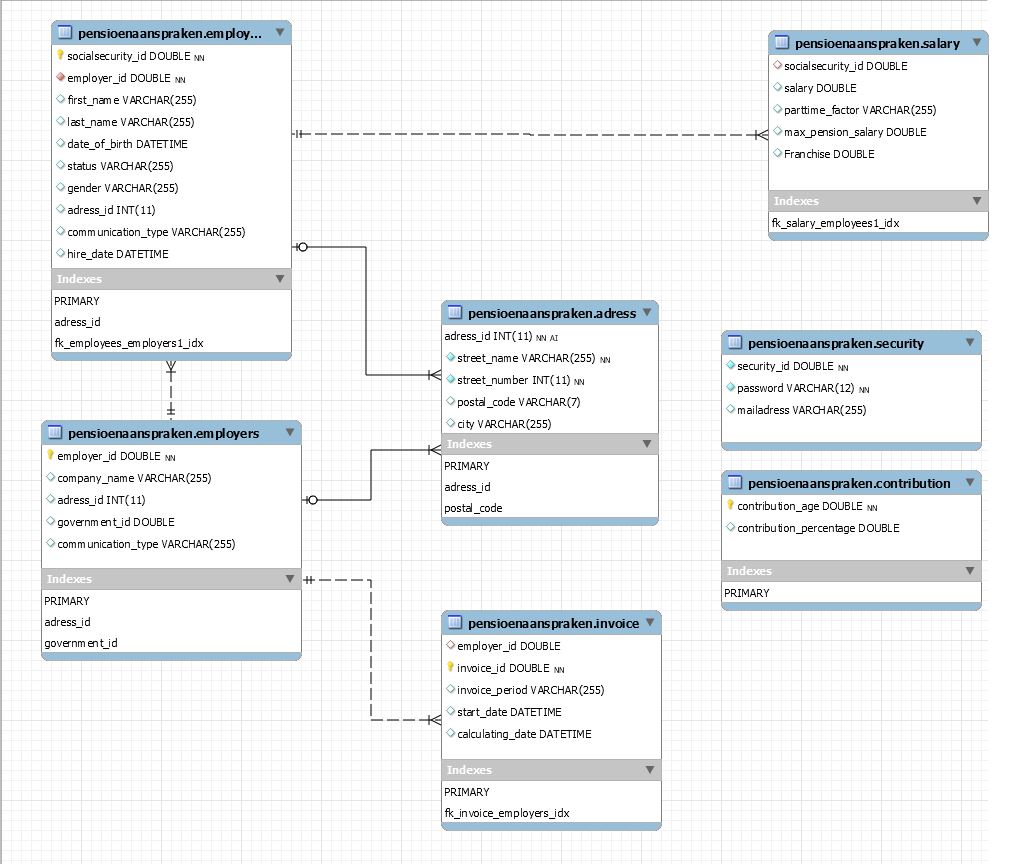 pensioenaanspraken.employ...
socialsecurity_id DOUBLE NN
employer_id DOUBLE NN
first_name VARCHAR(255)
last_name VARCHAR(255)
date_of_birth DATETIME
status VARCHAR(255)
gender VARCHAR(255)
adress_id INT(11)
communication_type VARCHAR(255)
hire_date DATETIME
Indexes
PRIMARY
adress_id
fk_employees_employers1_idx
pensioenaanspraken.salary
socialsecurity_id DOUBLE
salary DOUBLE
parttime_factor VARCHAR(255)
max_pension_salary DOUBLE
Franchise DOUBLE
Indexes
fk_salary_employees1_idx
pensioenaanspraken.adress
adress_id INT(11) NN AI
street_name VARCHAR(255) NN
street_number INT(11) NN
postal_code VARCHAR(7)
city VARCHAR(255)
Indexes
PRIMARY
adress_id
postal_code
pensioenaanspraken.security
security_id DOUBLE NN
password VARCHAR(12) NN
mailadress VARCHAR(255)
pensioenaanspraken.employers
employer_id DOUBLE NN
company_name VARCHAR(255)
adress_id INT(11)
government_id DOUBLE
communication_type VARCHAR(255)
Indexes
PRIMARY
adress_id
government_id
pensioenaanspraken.contribution
contribution_age DOUBLE NN
contribution_percentage DOUBLE
Indexes
PRIMARY
pensioenaanspraken.invoice
employer_id DOUBLE
invoice_id DOUBLE NN
invoice_period VARCHAR(255)
start_date DATETIME
calculating_date DATETIME
Indexes
PRIMARY
fk_invoice_employers_idx